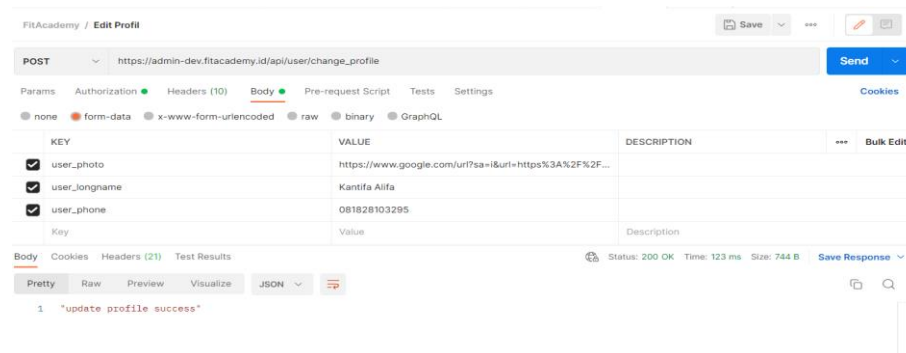 FitAcademy / Edit Profil Save
POST https://admin-dev.fitacademy.id/api/user/change_profile Send
Params Authorization Headers (10) Body Pre-request Script Tests Settings Cookies
none form-data x-www-form-urlencoded raw binary GraphQL
KEY VALUE DESCRIPTION Bulk Edit
user_photo https://www.google.com/url?sa=i&url=https%3A%2F%2F...
user_longname Kantifa Alifa
user_phone 081828103295
Key Value Description
Body Cookies Headers (21) Test Results Status: 200 OK Time: 123 ms Size: 744 B Save Response
Pretty Raw Preview Visualize JSON
1 "update profile success"